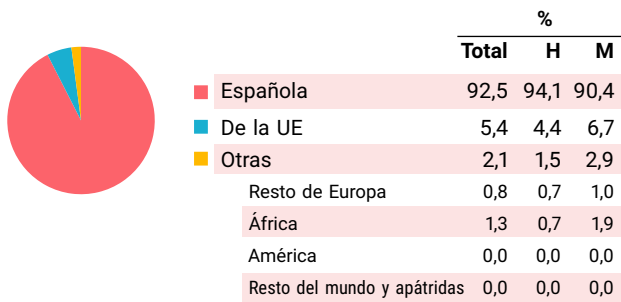 %
Total H M
Española 92,5 94,1 90,4
De la UE 5,4 4,4 6,7
Otras 2,1 1,5 2,9
Resto de Europa 0,8 0,7 1,0
África 1,3 0,7 1,9
América 0,0 0,0 0,0
Resto del mundo y apátridas 0,0 0,0 0,0